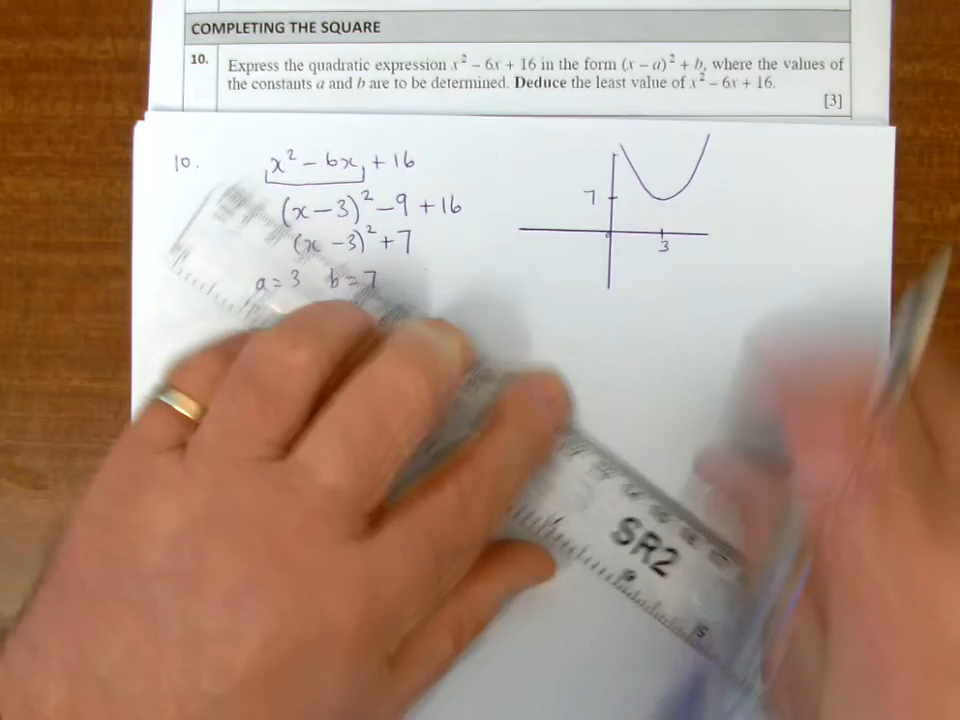 COMPLETING THE SQUARE
10. Express the quadratic expression x² − 6x + 16 in the form (x − a)² + b, where the values of
the constants a and b are to be determined. Deduce the least value of x² − 6x + 16.
[3]
10. x² − 6x + 16
(x − 3)² − 9 + 16
(x − 3)² + 7
a = 3 b = 7
7
3
SR2